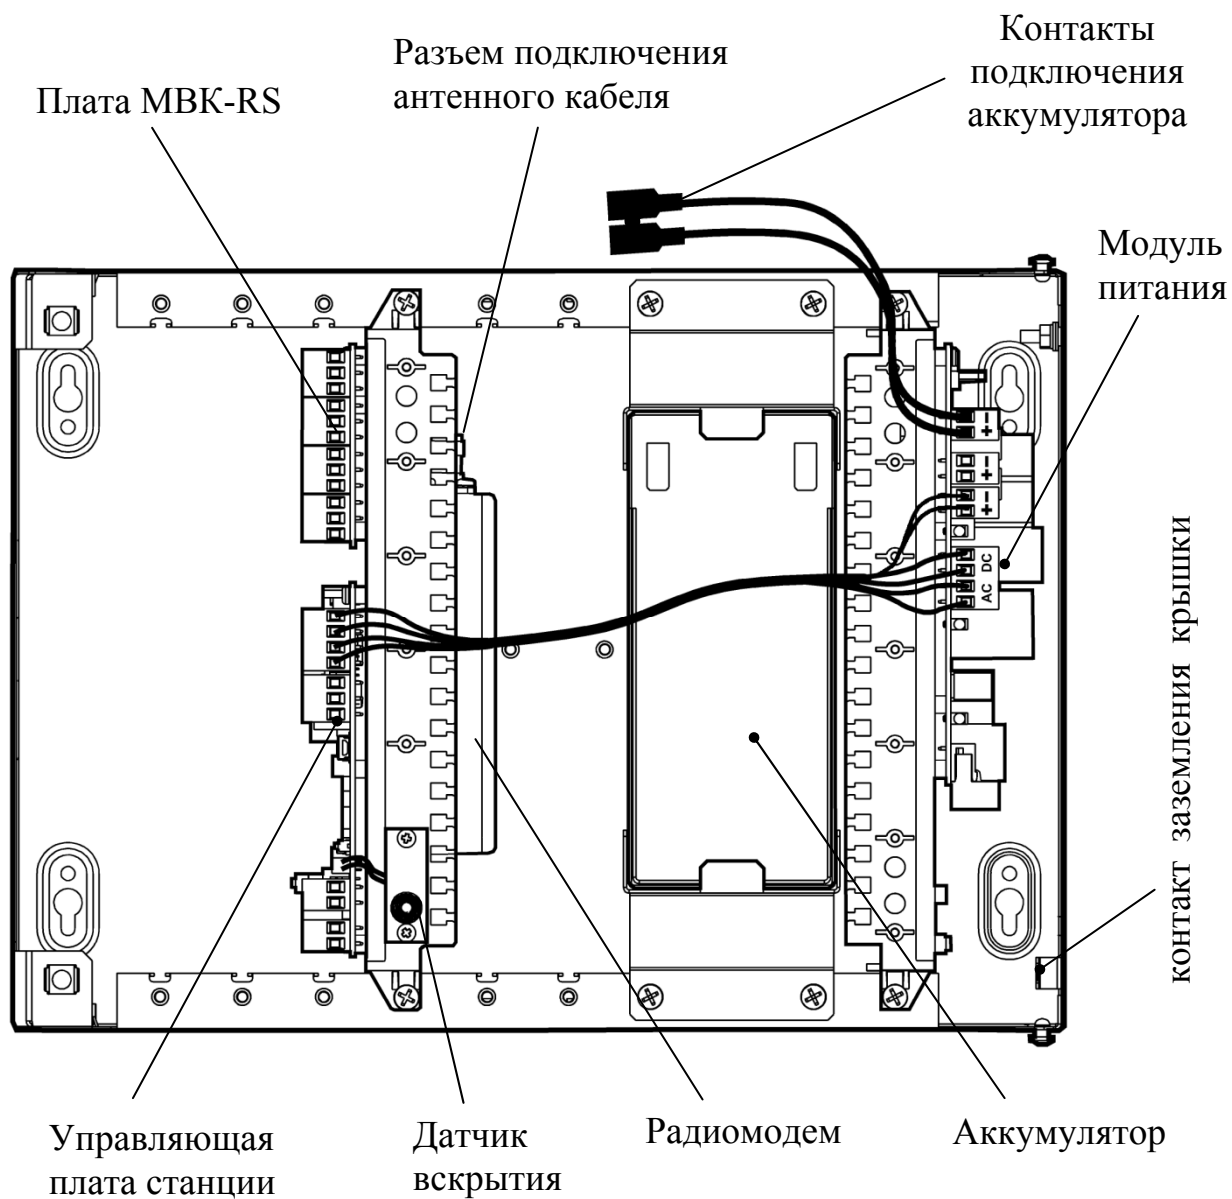 Контакты
подключения
аккумулятора
Разъем подключения
антенного кабеля
Плата МВК-RS
Модуль
питания
+ −
+ −
+ −
DC
AC
контакт заземления крышки
Управляющая
плата станции
Датчик
вскрытия
Радиомодем
Аккумулятор